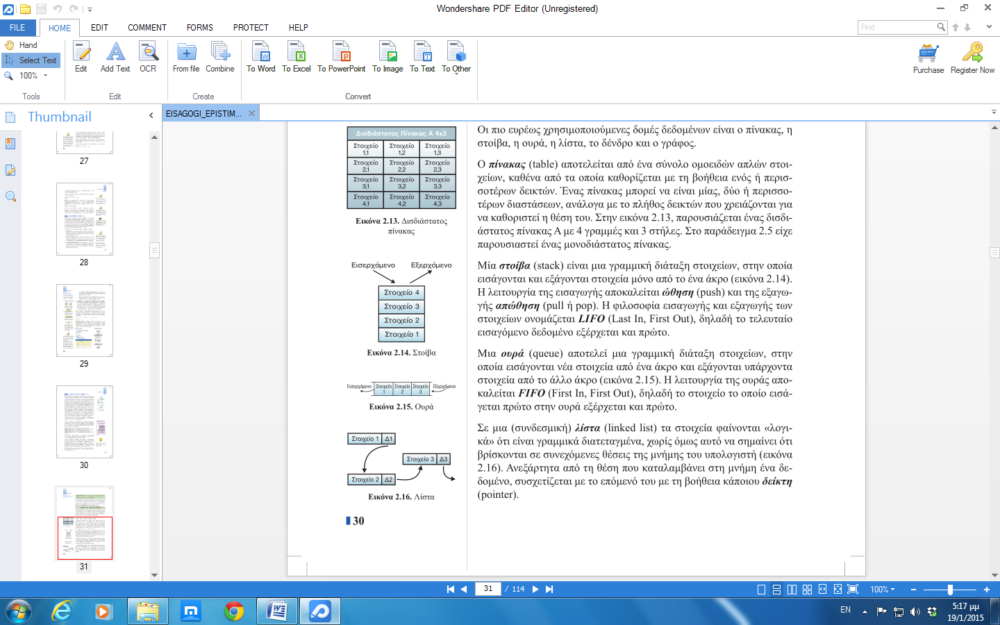 Wondershare PDF Editor (Unregistered)
FILE HOME EDIT COMMENT FORMS PROTECT HELP
Find
Hand
Select Text
100%
Tools
Edit Add Text OCR
Edit
From file Combine
Create
To Word To Excel To PowerPoint To Image To Text To Other
Convert
Purchase Register Now
Thumbnail
27
28
29
30
31
EISAGOGI_EPISTIM...
Δισδιάστατος Πίνακας Α 4x3
Στοιχείο 1,1 Στοιχείο 1,2 Στοιχείο 1,3
Στοιχείο 2,1 Στοιχείο 2,2 Στοιχείο 2,3
Στοιχείο 3,1 Στοιχείο 3,2 Στοιχείο 3,3
Στοιχείο 4,1 Στοιχείο 4,2 Στοιχείο 4,3
Εικόνα 2.13. Δισδιάστατος
πίνακας
Εισερχόμενο Εξερχόμενο
Στοιχείο 4
Στοιχείο 3
Στοιχείο 2
Στοιχείο 1
Εικόνα 2.14. Στοίβα
Εισερχόμενο Στοιχείο 1 Στοιχείο 2 Στοιχείο 3 Εξερχόμενο
Εικόνα 2.15. Ουρά
Στοιχείο 1 Δ1
Στοιχείο 3 Δ3
Στοιχείο 2 Δ2
Εικόνα 2.16. Λίστα
30
Οι πιο ευρέως χρησιμοποιούμενες δομές δεδομένων είναι ο πίνακας, η
στοίβα, η ουρά, η λίστα, το δένδρο και ο γράφος.
Ο πίνακας (table) αποτελείται από ένα σύνολο ομοειδών απλών στοι-
χείων, καθένα από τα οποία καθορίζεται με τη βοήθεια ενός ή περισ-
σοτέρων δεικτών. Ένας πίνακας μπορεί να είναι μίας, δύο ή περισσο-
τέρων διαστάσεων, ανάλογα με το πλήθος δεικτών που χρειάζονται για
να καθοριστεί η θέση του. Στην εικόνα 2.13, παρουσιάζεται ένας δισδι-
άστατος πίνακας Α με 4 γραμμές και 3 στήλες. Στο παράδειγμα 2.5 είχε
παρουσιαστεί ένας μονοδιάστατος πίνακας.
Μία στοίβα (stack) είναι μια γραμμική διάταξη στοιχείων, στην οποία
εισάγονται και εξάγονται στοιχεία μόνο από το ένα άκρο (εικόνα 2.14).
Η λειτουργία της εισαγωγής αποκαλείται ώθηση (push) και της εξαγω-
γής απώθηση (pull ή pop). Η φιλοσοφία εισαγωγής και εξαγωγής των
στοιχείων ονομάζεται LIFO (Last In, First Out), δηλαδή το τελευταίο
εισαγόμενο δεδομένο εξέρχεται και πρώτο.
Μια ουρά (queue) αποτελεί μια γραμμική διάταξη στοιχείων, στην
οποία εισάγονται νέα στοιχεία από ένα άκρο και εξάγονται υπάρχοντα
στοιχεία από το άλλο άκρο (εικόνα 2.15). Η λειτουργία της ουράς απο-
καλείται FIFO (First In, First Out), δηλαδή το στοιχείο το οποίο εισά-
γεται πρώτο στην ουρά εξέρχεται και πρώτο.
Σε μια (συνδεσμική) λίστα (linked list) τα στοιχεία φαίνονται «λογι-
κά» ότι είναι γραμμικά διατεταγμένα, χωρίς όμως αυτό να σημαίνει ότι
βρίσκονται σε συνεχόμενες θέσεις της μνήμης του υπολογιστή (εικόνα
2.16). Ανεξάρτητα από τη θέση που καταλαμβάνει στη μνήμη ένα δε-
δομένο, συσχετίζεται με το επόμενό του με τη βοήθεια κάποιου δείκτη
(pointer).
31 / 114
100%
EN
5:17 μμ
19/1/2015